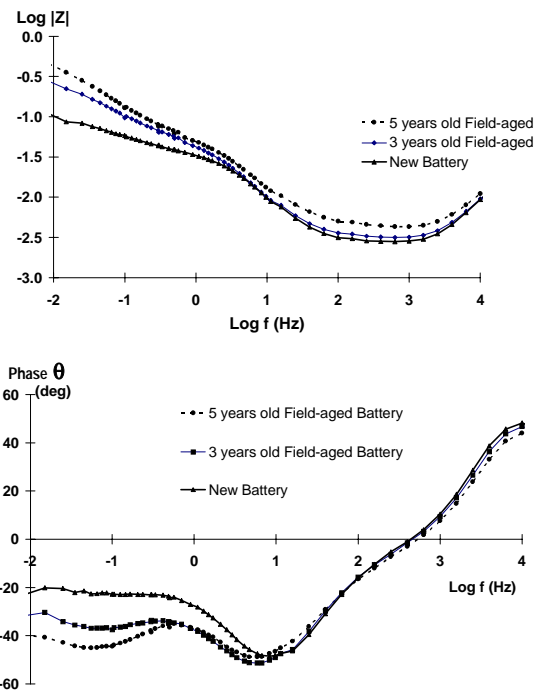 Log |Z|
0.0
-0.5
-1.0
-1.5
-2.0
-2.5
-3.0
5 years old Field-aged
3 years old Field-aged
New Battery
-2 -1 0 1 2 3 4
Log f (Hz)
Phase θ
(deg)
60
40
20
0
-20
-40
-60
5 years old Field-aged Battery
3 years old Field-aged Battery
New Battery
-2 -1 0 1 2 3 4
Log f (Hz)